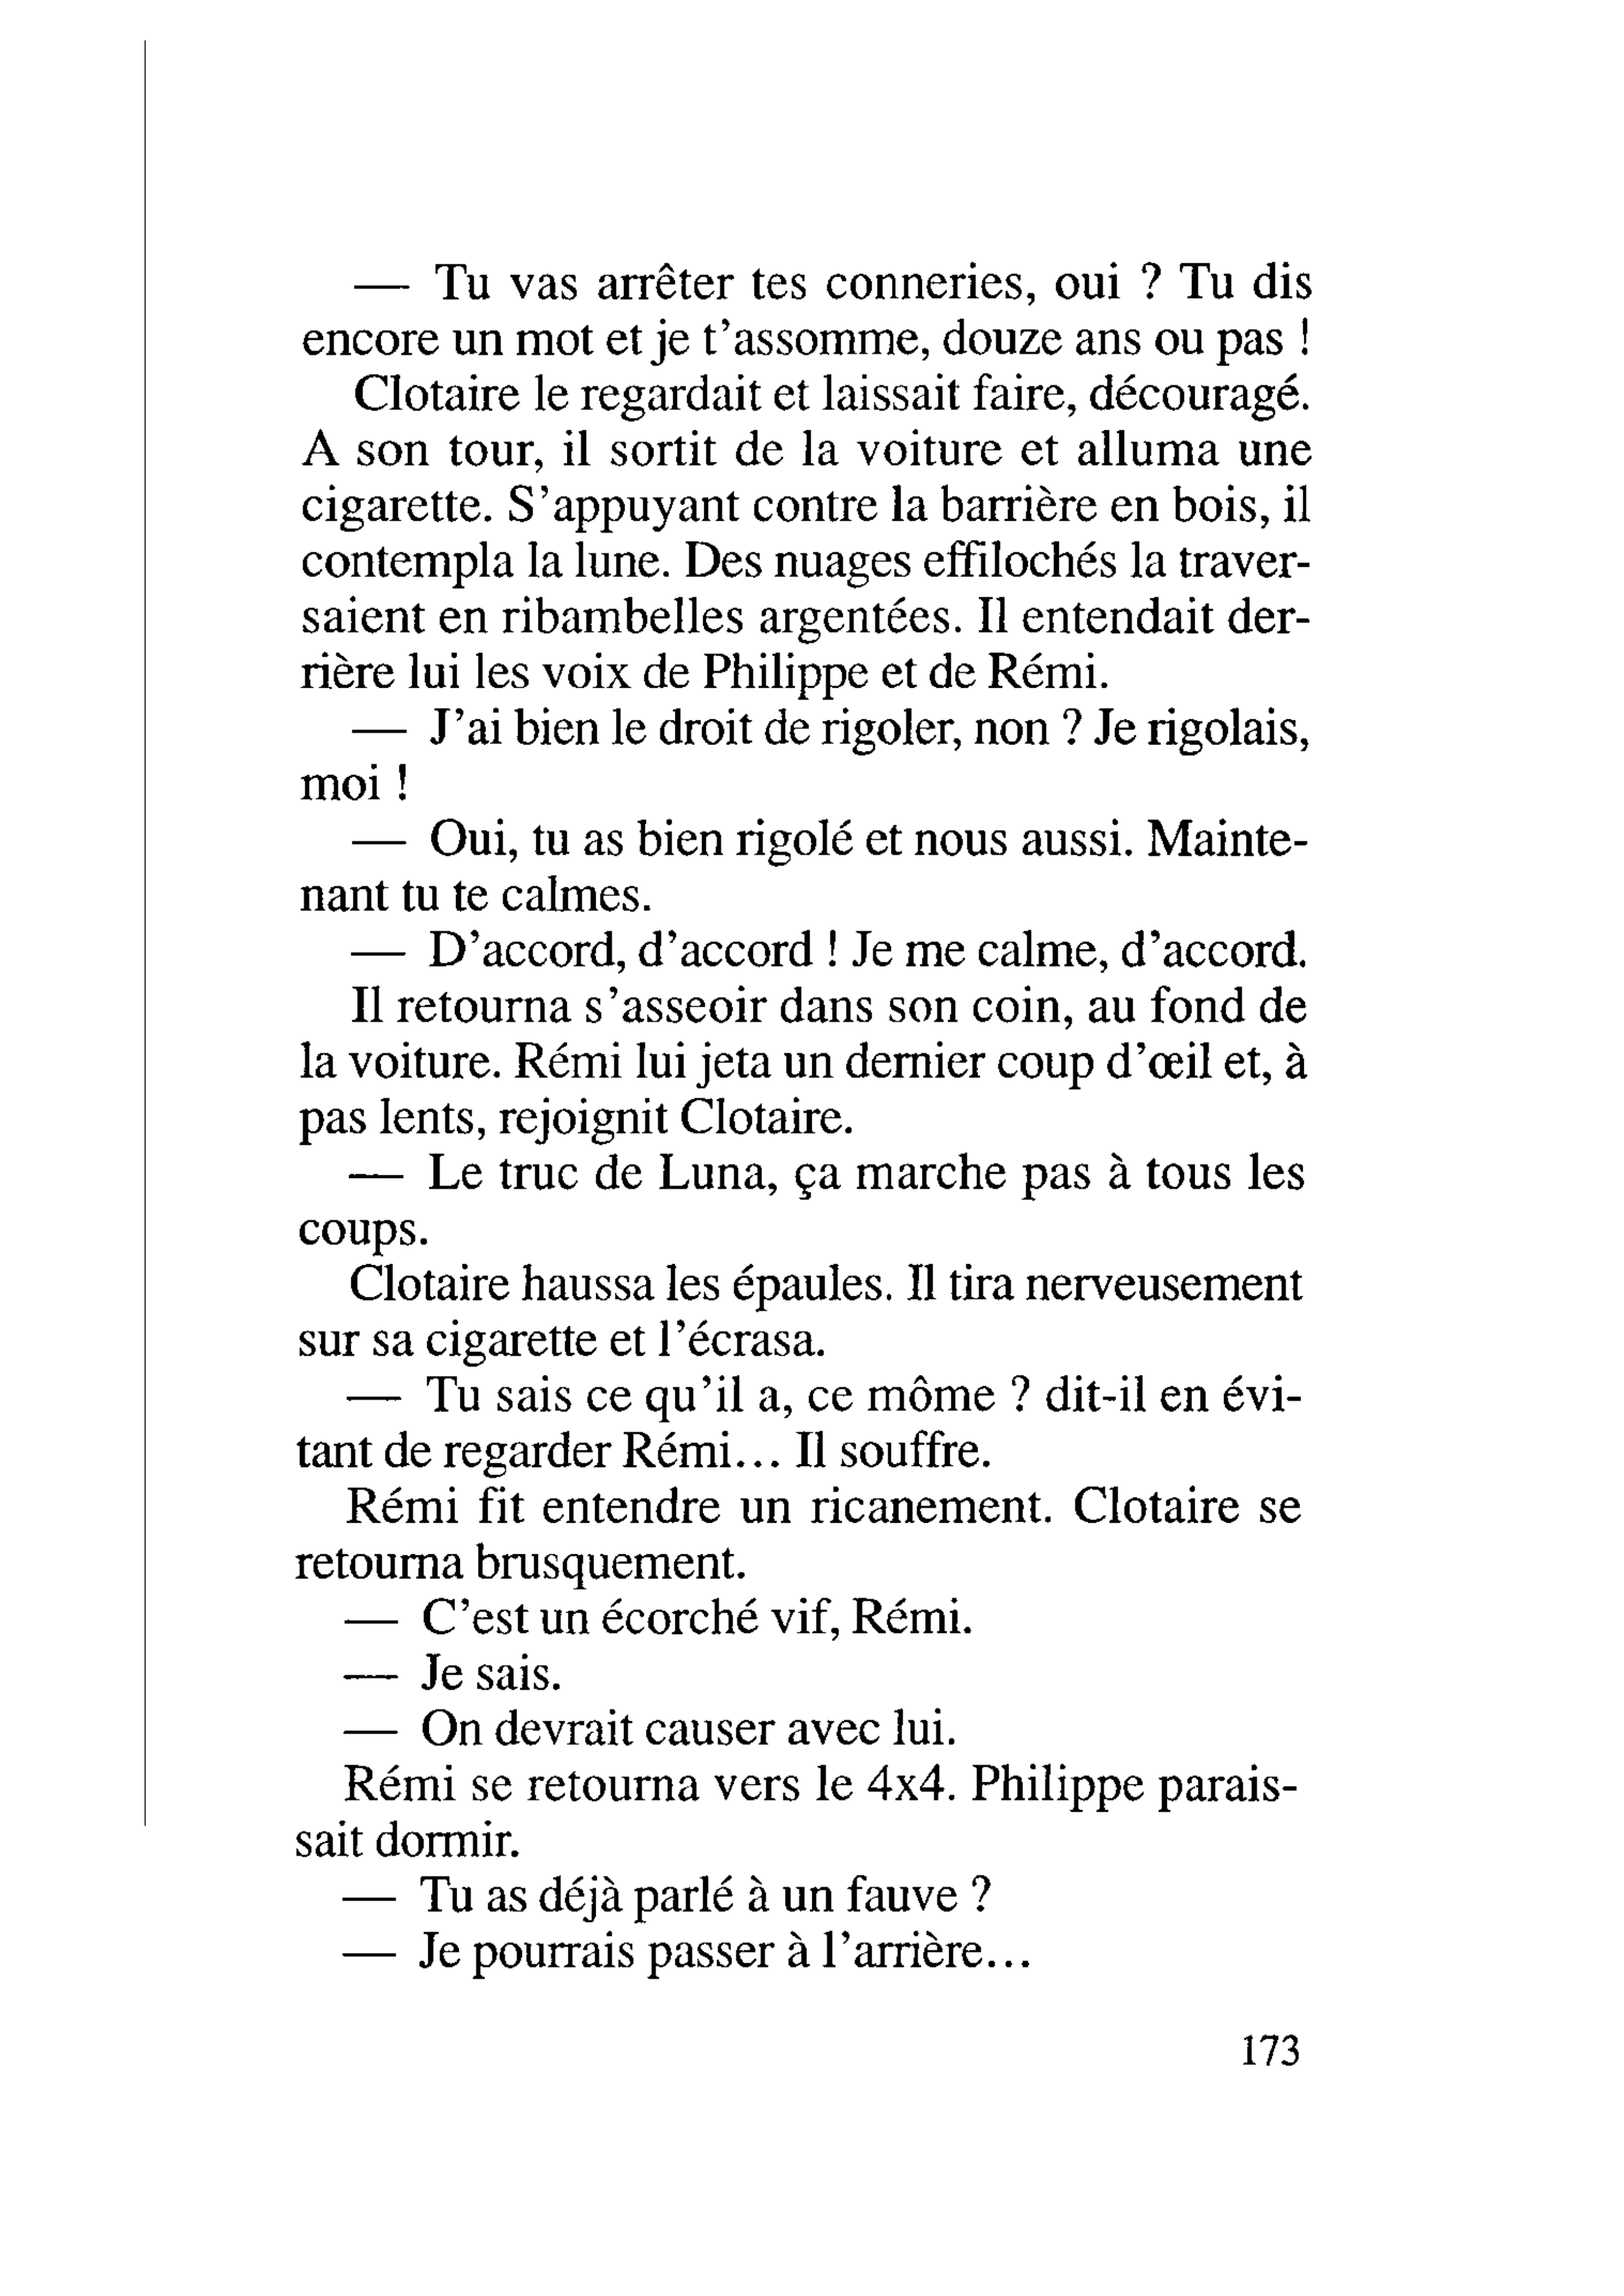 — Tu vas arrêter tes conneries, oui ? Tu dis
encore un mot et je t’assomme, douze ans ou pas !
Clotaire le regardait et laissait faire, découragé.
A son tour, il sortit de la voiture et alluma une
cigarette. S’appuyant contre la barrière en bois, il
contempla la lune. Des nuages effilochés la traver-
saient en ribambelles argentées. Il entendait der-
rière lui les voix de Philippe et de Rémi.
— J’ai bien le droit de rigoler, non ? Je rigolais,
moi !
— Oui, tu as bien rigolé et nous aussi. Mainte-
nant tu te calmes.
— D’accord, d’accord ! Je me calme, d’accord.
Il retourna s’asseoir dans son coin, au fond de
la voiture. Rémi lui jeta un dernier coup d’œil et, à
pas lents, rejoignit Clotaire.
— Le truc de Luna, ça marche pas à tous les
coups.
Clotaire haussa les épaules. Il tira nerveusement
sur sa cigarette et l’écrasa.
— Tu sais ce qu’il a, ce môme ? dit-il en évi-
tant de regarder Rémi... Il souffre.
Rémi fit entendre un ricanement. Clotaire se
retourna brusquement.
— C’est un écorché vif, Rémi.
— Je sais.
— On devrait causer avec lui.
Rémi se retourna vers le 4x4. Philippe parais-
sait dormir.
— Tu as déjà parlé à un fauve ?
— Je pourrais passer à l’arrière...
173